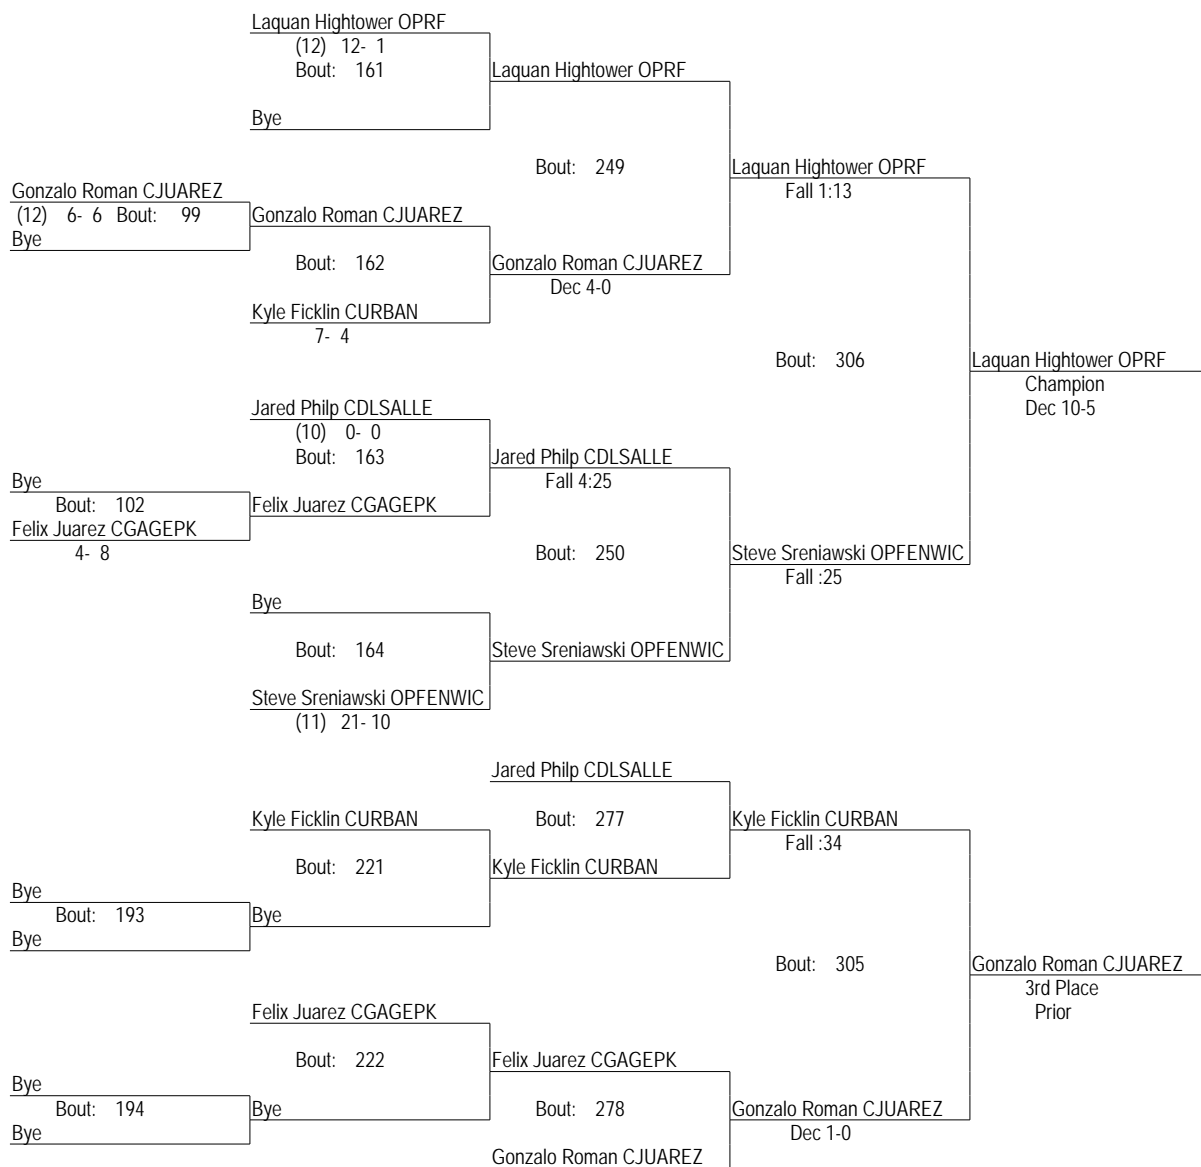 Laquan Hightower OPRF
(12) 12- 1
Bout: 161
Laquan Hightower OPRF
Bye
Bout: 249
Laquan Hightower OPRF
Fall 1:13
Gonzalo Roman CJUAREZ
(12) 6- 6 Bout: 99
Gonzalo Roman CJUAREZ
Bye
Bout: 162
Gonzalo Roman CJUAREZ
Dec 4-0
Kyle Ficklin CURBAN
7- 4
Bout: 306
Laquan Hightower OPRF
Champion
Dec 10-5
Jared Philp CDLSALLE
(10) 0- 0
Bout: 163
Jared Philp CDLSALLE
Fall 4:25
Bye
Bout: 102
Felix Juarez CGAGEPK
Felix Juarez CGAGEPK
4- 8
Bout: 250
Steve Sreniawski OPFENWIC
Fall :25
Bye
Bout: 164
Steve Sreniawski OPFENWIC
Steve Sreniawski OPFENWIC
(11) 21- 10
Jared Philp CDLSALLE
Kyle Ficklin CURBAN
Bout: 277
Kyle Ficklin CURBAN
Fall :34
Bout: 221
Kyle Ficklin CURBAN
Bye
Bout: 193
Bye
Bye
Bout: 305
Gonzalo Roman CJUAREZ
3rd Place
Prior
Felix Juarez CGAGEPK
Bout: 222
Felix Juarez CGAGEPK
Bye
Bout: 194
Bye
Bye
Bout: 278
Gonzalo Roman CJUAREZ
Dec 1-0
Gonzalo Roman CJUAREZ